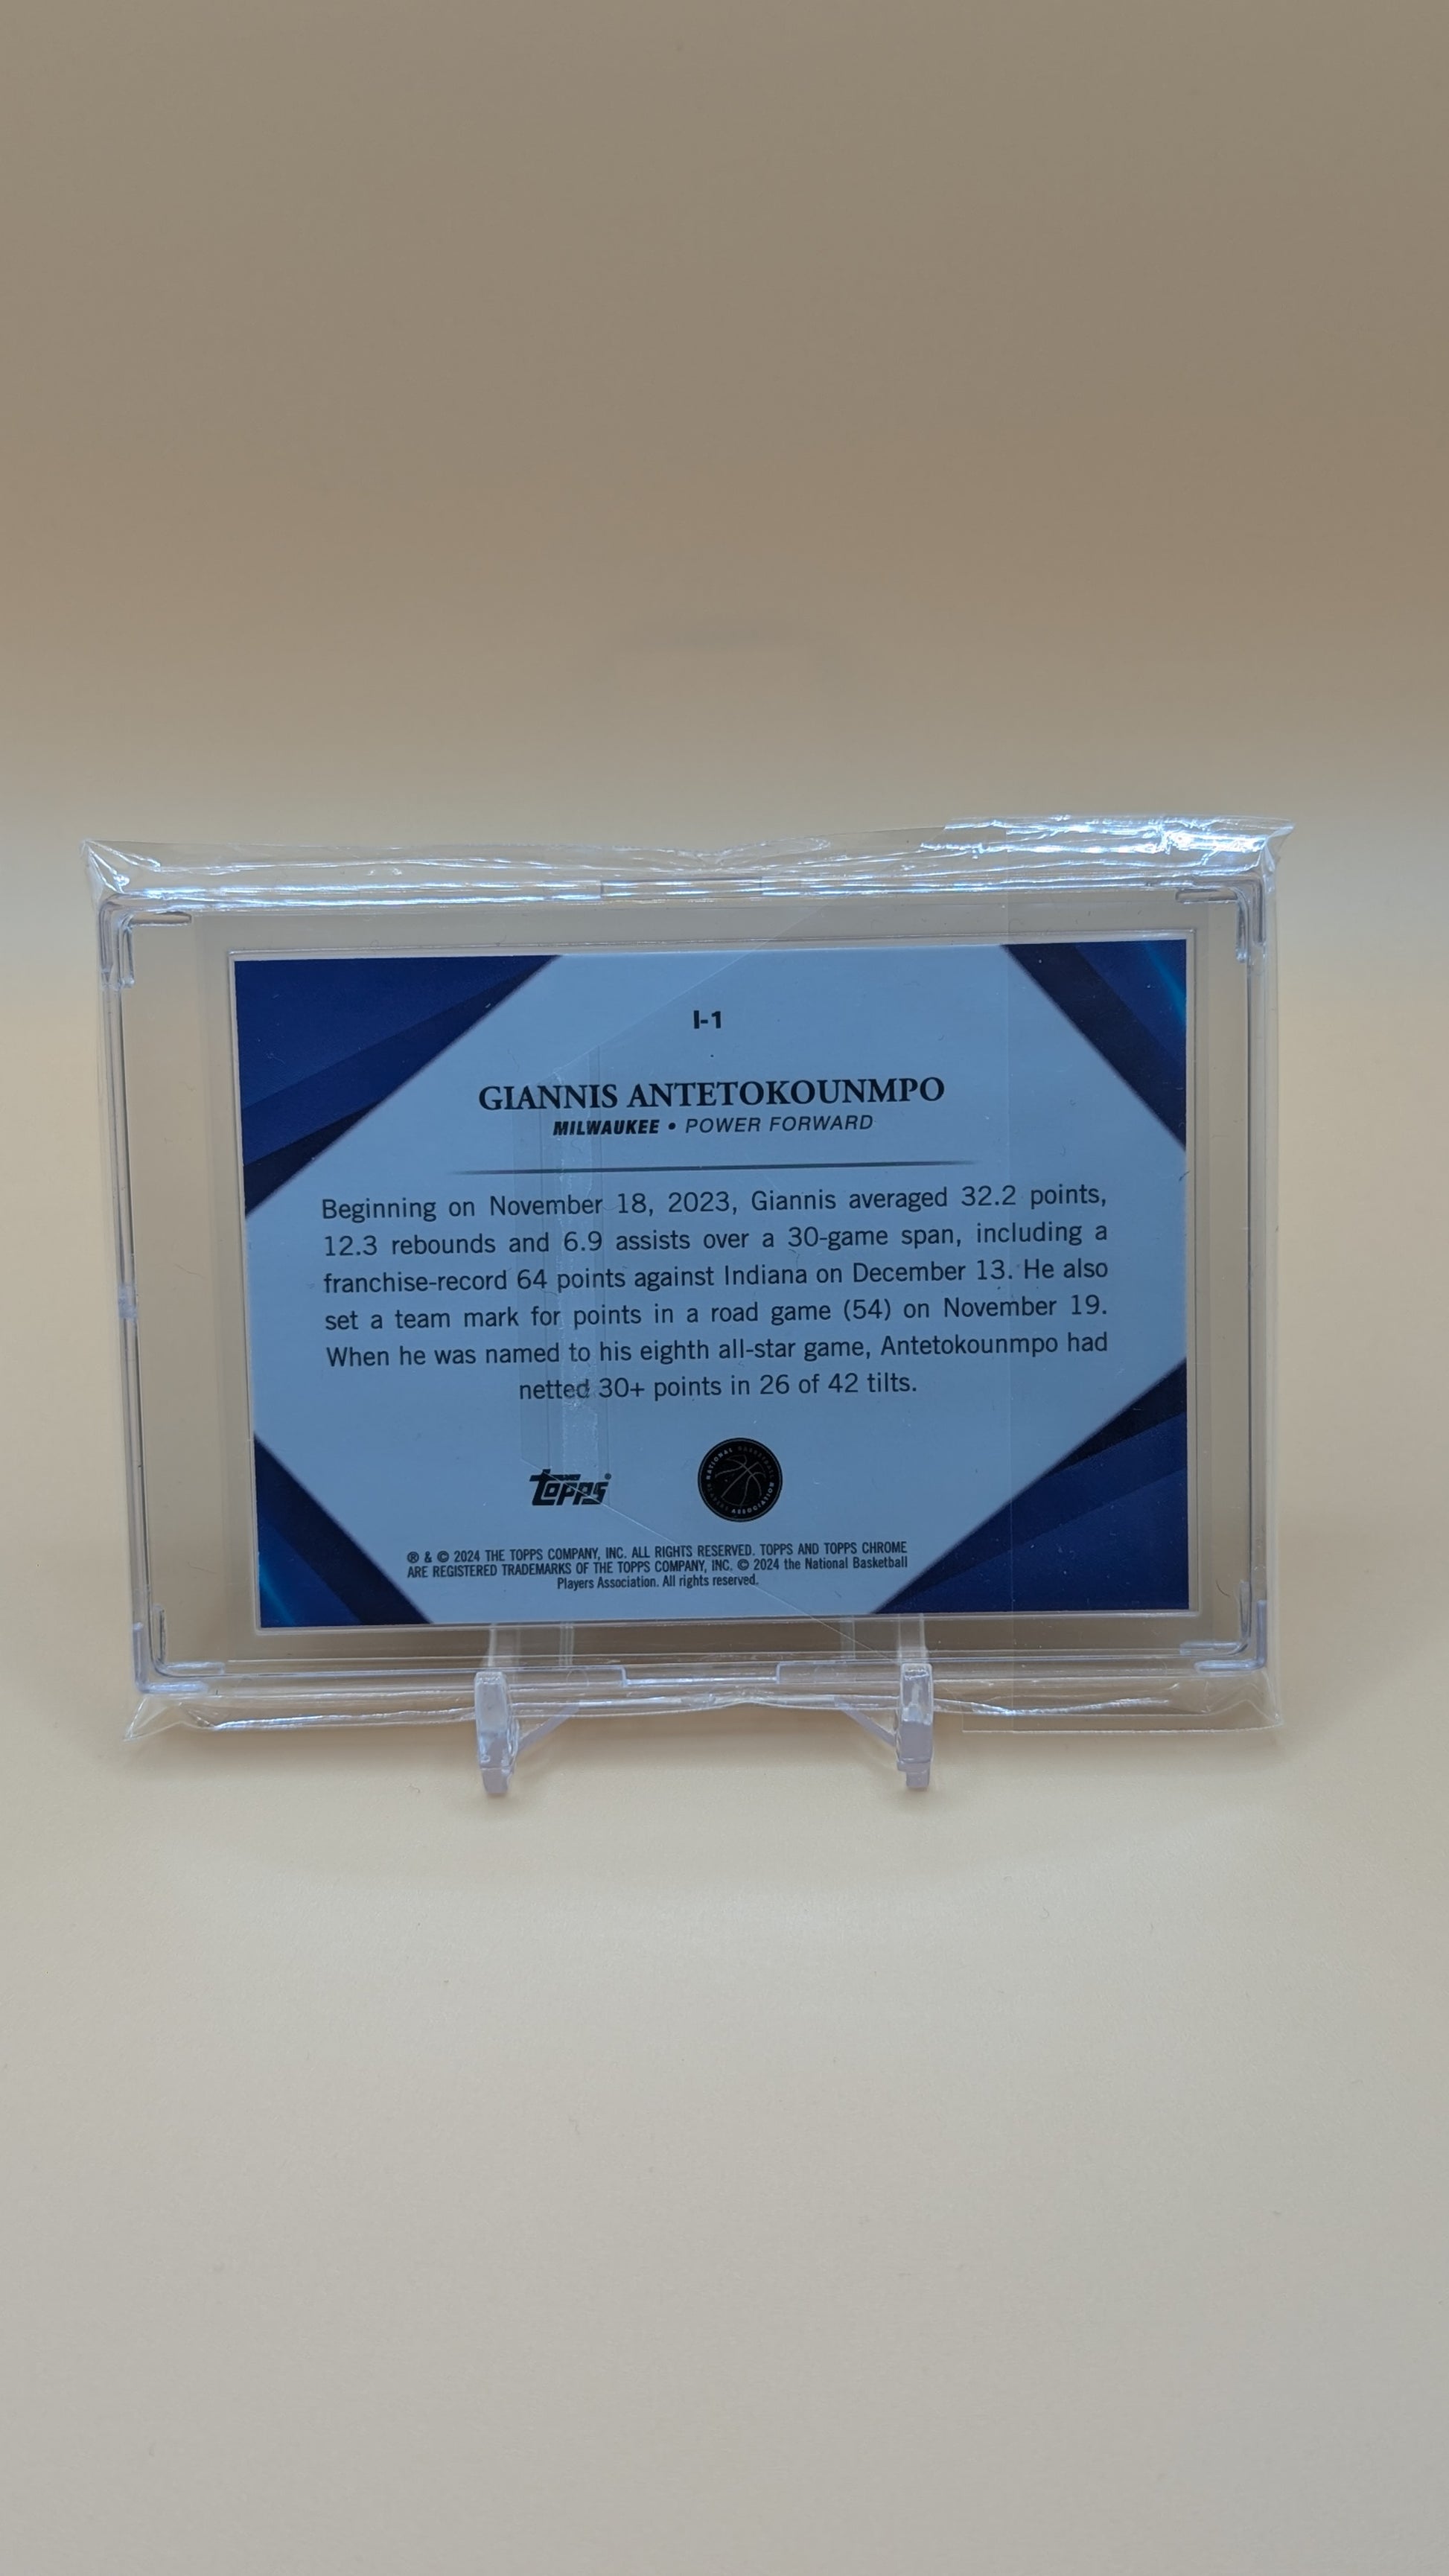 I-1
GIANNIS ANTETOKOUNMPO
MILWAUKEE • POWER FORWARD
Beginning on November 18, 2023, Giannis averaged 32.2 points,
12.3 rebounds and 6.9 assists over a 30-game span, including a
franchise-record 64 points against Indiana on December 13. He also
set a team mark for points in a road game (54) on November 19.
When he was named to his eighth all-star game, Antetokounmpo had
netted 30+ points in 26 of 42 tilts.
TOPPS
NATIONAL BASKETBALL PLAYERS ASSOCIATION
® & © 2024 THE TOPPS COMPANY, INC. ALL RIGHTS RESERVED. TOPPS AND TOPPS CHROME
ARE REGISTERED TRADEMARKS OF THE TOPPS COMPANY, INC. © 2024 the National Basketball
Players Association. All rights reserved.